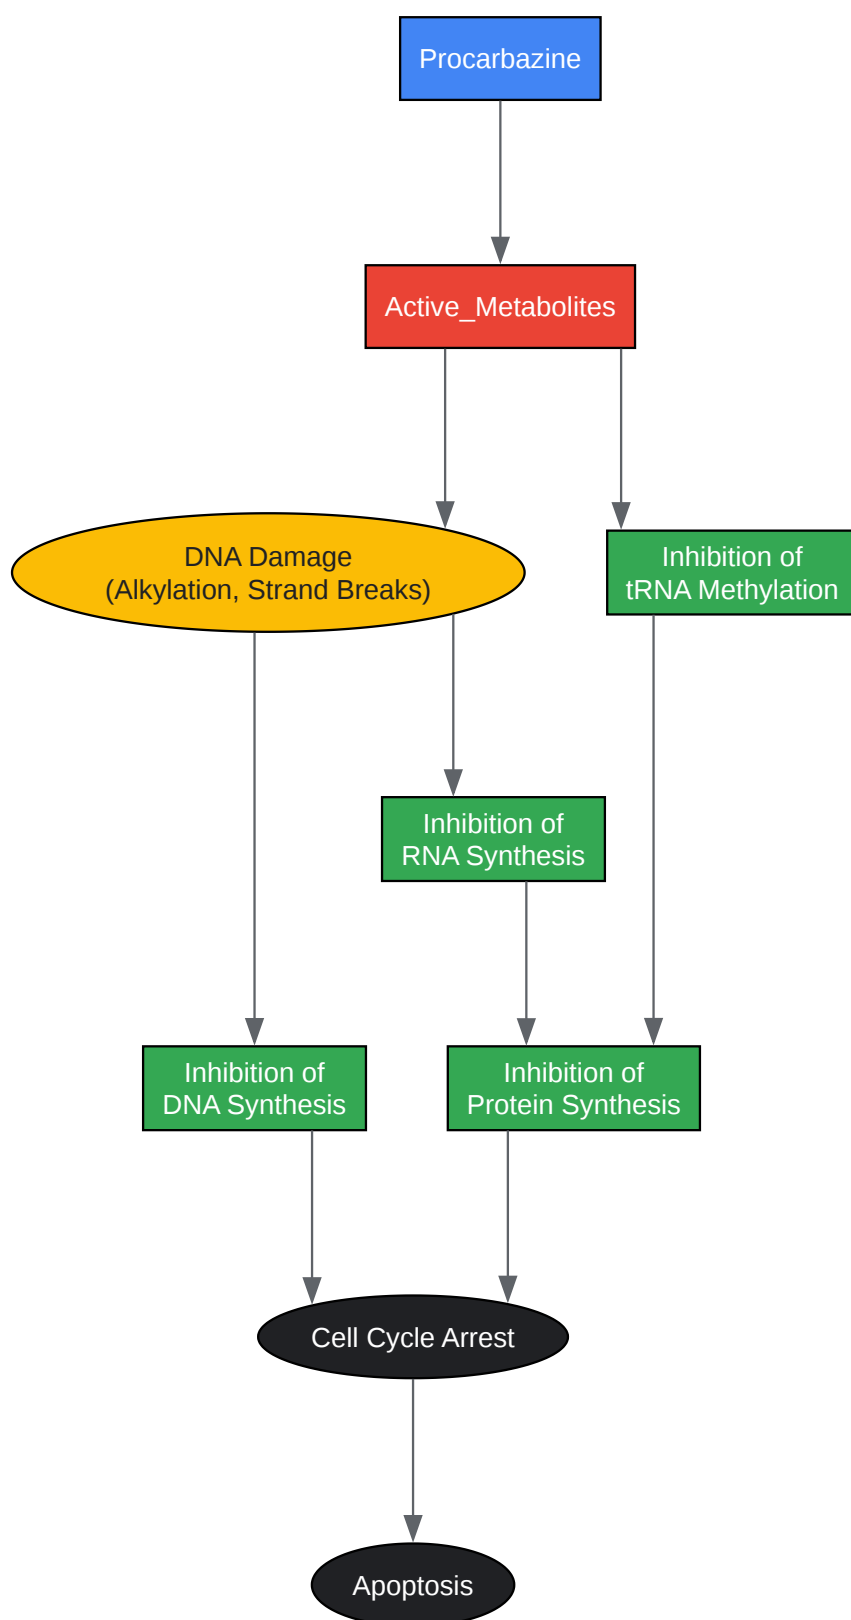 Procarbazine
Active_Metabolites
DNA Damage
(Alkylation, Strand Breaks)
Inhibition of
tRNA Methylation
Inhibition of
RNA Synthesis
Inhibition of
DNA Synthesis
Inhibition of
Protein Synthesis
Cell Cycle Arrest
Apoptosis